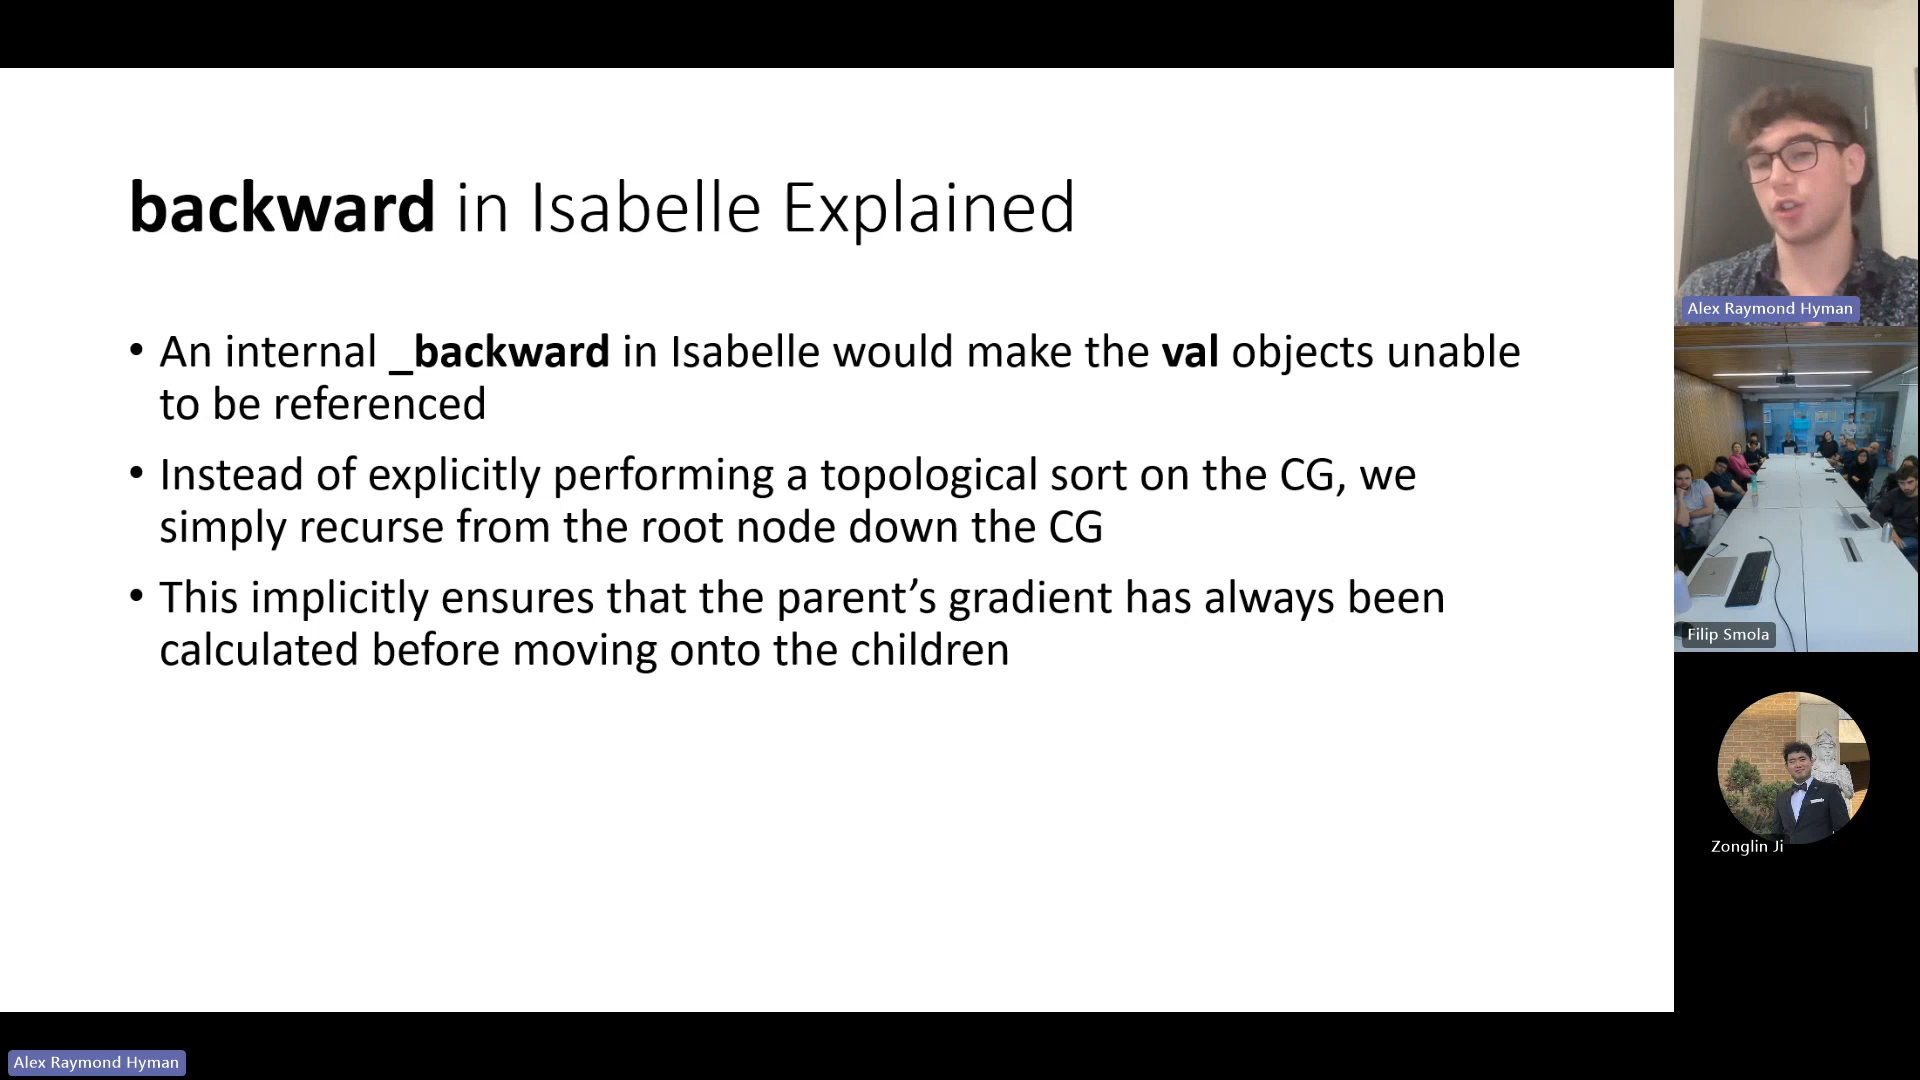 backward in Isabelle Explained
• An internal _backward in Isabelle would make the val objects unable
to be referenced
• Instead of explicitly performing a topological sort on the CG, we
simply recurse from the root node down the CG
• This implicitly ensures that the parent’s gradient has always been
calculated before moving onto the children
Alex Raymond Hyman
Filip Smola
Zonglin Ji
Alex Raymond Hyman